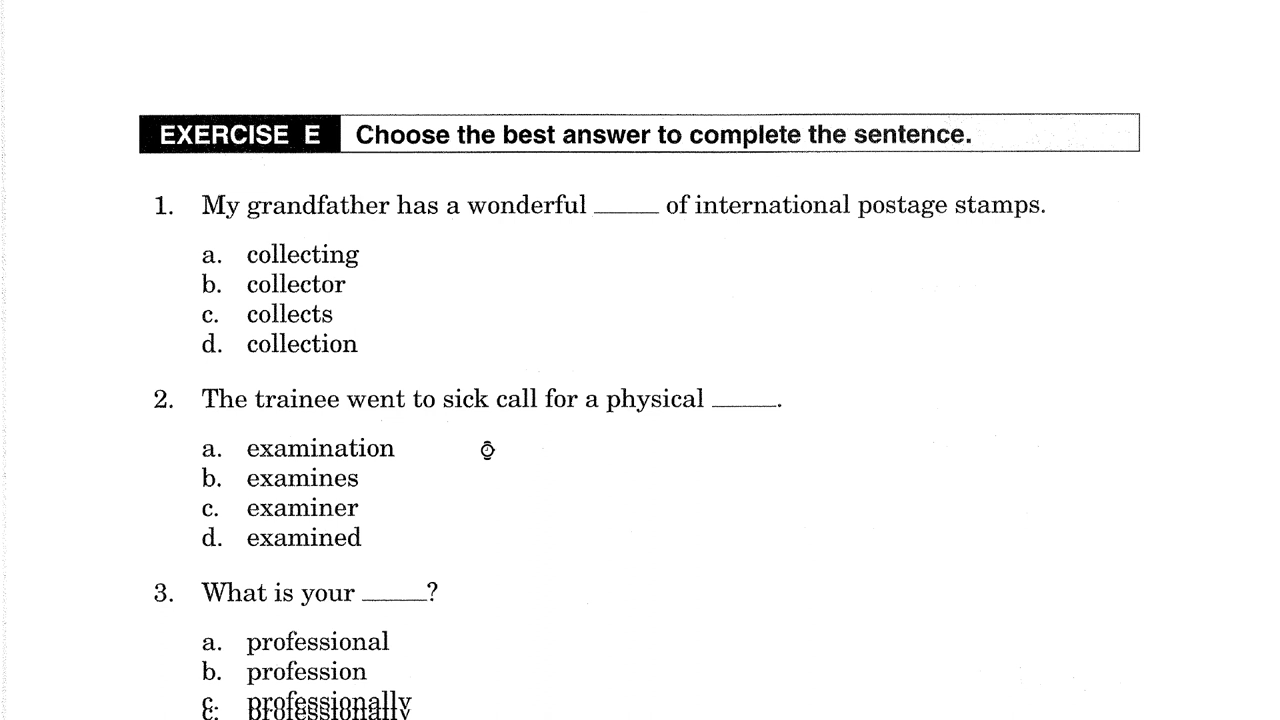 EXERCISE E Choose the best answer to complete the sentence.
1. My grandfather has a wonderful _____ of international postage stamps.
a. collecting
b. collector
c. collects
d. collection
2. The trainee went to sick call for a physical _____.
a. examination
b. examines
c. examiner
d. examined
3. What is your _____?
a. professional
b. profession
c. professionally